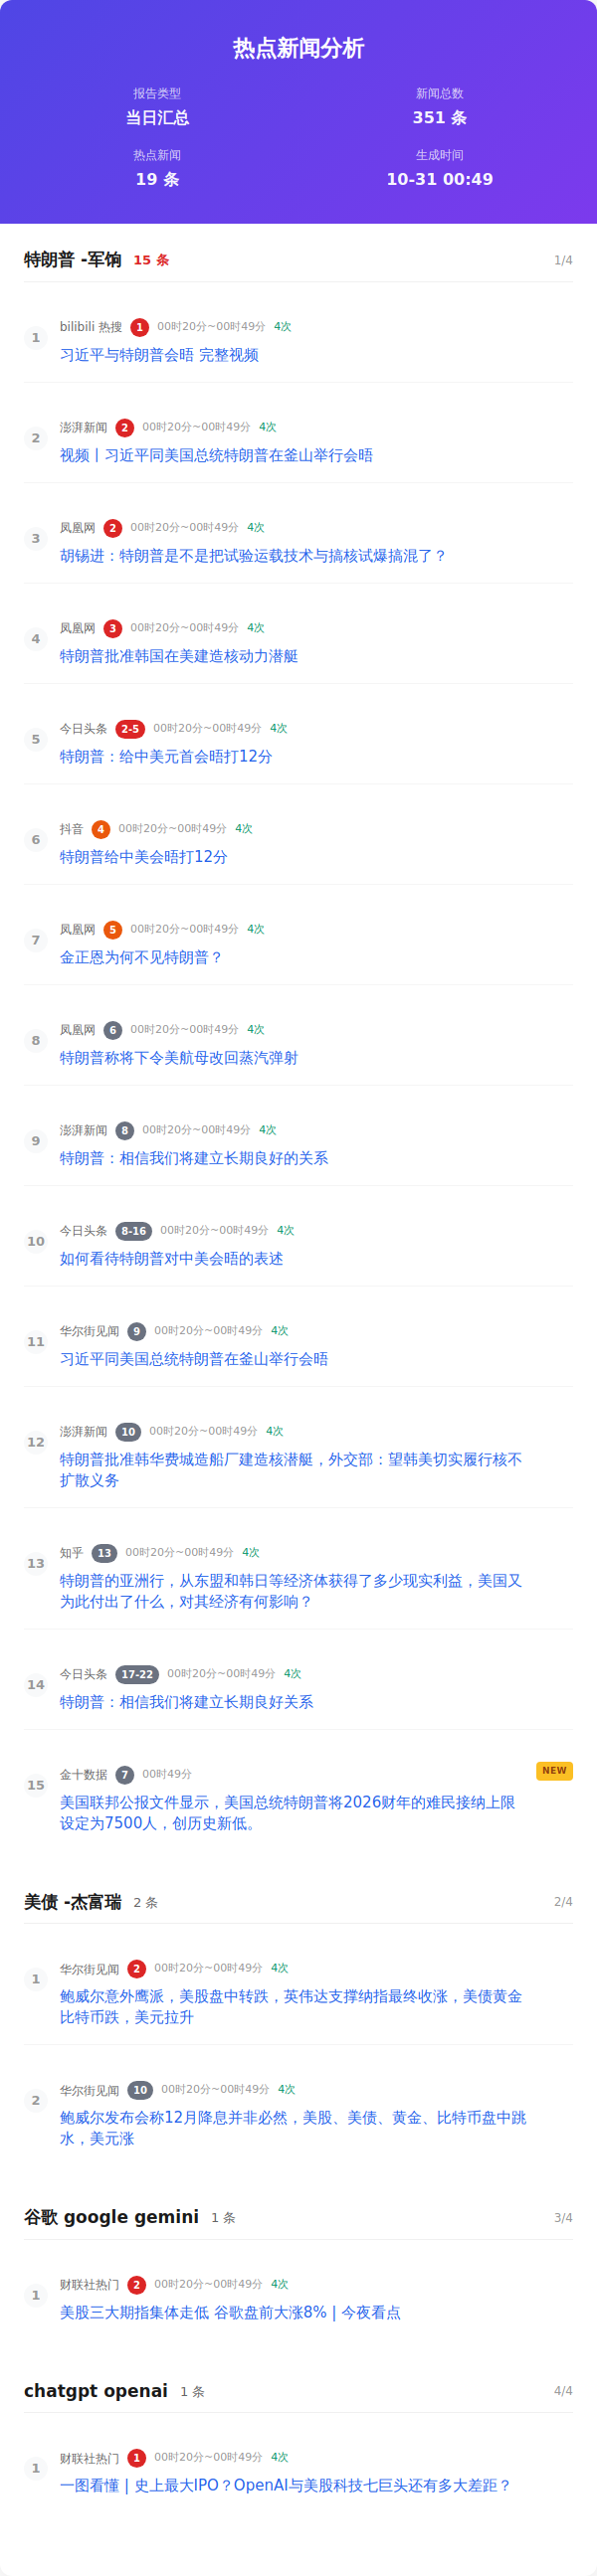 热点新闻分析
报告类型
新闻总数
当日汇总
351 条
热点新闻
生成时间
19 条
10-31 00:49
特朗普 -军饷 15 条 1/4
1
bilibili 热搜 1 00时20分~00时49分 4次
习近平与特朗普会晤 完整视频
2
澎湃新闻 2 00时20分~00时49分 4次
视频丨习近平同美国总统特朗普在釜山举行会晤
3
凤凰网 2 00时20分~00时49分 4次
胡锡进：特朗普是不是把试验运载技术与搞核试爆搞混了？
4
凤凰网 3 00时20分~00时49分 4次
特朗普批准韩国在美建造核动力潜艇
5
今日头条 2-5 00时20分~00时49分 4次
特朗普：给中美元首会晤打12分
6
抖音 4 00时20分~00时49分 4次
特朗普给中美会晤打12分
7
凤凰网 5 00时20分~00时49分 4次
金正恩为何不见特朗普？
8
凤凰网 6 00时20分~00时49分 4次
特朗普称将下令美航母改回蒸汽弹射
9
澎湃新闻 8 00时20分~00时49分 4次
特朗普：相信我们将建立长期良好的关系
10
今日头条 8-16 00时20分~00时49分 4次
如何看待特朗普对中美会晤的表述
11
华尔街见闻 9 00时20分~00时49分 4次
习近平同美国总统特朗普在釜山举行会晤
12
澎湃新闻 10 00时20分~00时49分 4次
特朗普批准韩华费城造船厂建造核潜艇，外交部：望韩美切实履行核不
扩散义务
13
知乎 13 00时20分~00时49分 4次
特朗普的亚洲行，从东盟和韩日等经济体获得了多少现实利益，美国又
为此付出了什么，对其经济有何影响？
14
今日头条 17-22 00时20分~00时49分 4次
特朗普：相信我们将建立长期良好关系
15
金十数据 7 00时49分 NEW
美国联邦公报文件显示，美国总统特朗普将2026财年的难民接纳上限
设定为7500人，创历史新低。
美债 -杰富瑞 2 条 2/4
1
华尔街见闻 2 00时20分~00时49分 4次
鲍威尔意外鹰派，美股盘中转跌，英伟达支撑纳指最终收涨，美债黄金
比特币跌，美元拉升
2
华尔街见闻 10 00时20分~00时49分 4次
鲍威尔发布会称12月降息并非必然，美股、美债、黄金、比特币盘中跳
水，美元涨
谷歌 google gemini 1 条 3/4
1
财联社热门 2 00时20分~00时49分 4次
美股三大期指集体走低 谷歌盘前大涨8% | 今夜看点
chatgpt openai 1 条 4/4
1
财联社热门 1 00时20分~00时49分 4次
一图看懂 | 史上最大IPO？OpenAI与美股科技七巨头还有多大差距？